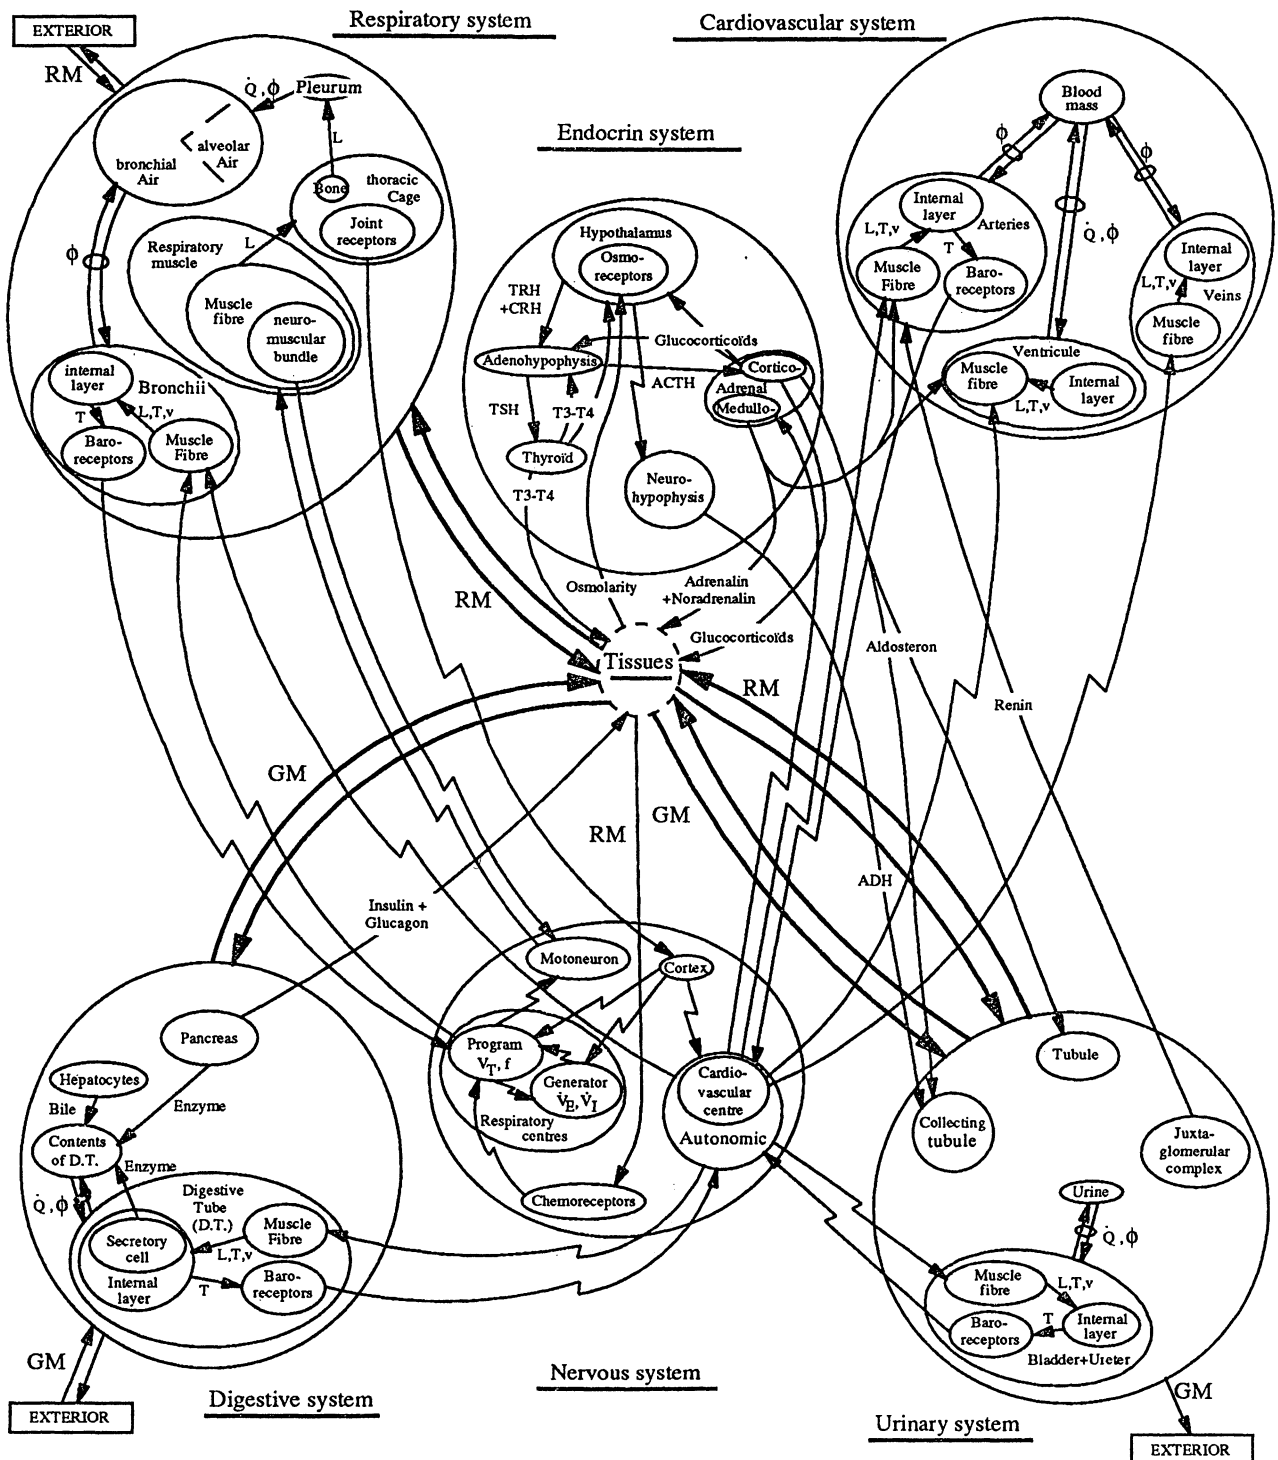 EXTERIOR
Respiratory system
Cardiovascular system
RM
Q̇ ,ϕ
Pleurum
L
bronchial
Air
alveolar
Air
Bone
thoracic
Cage
Joint
receptors
Respiratory
muscle
L
ϕ
Muscle
fibre
neuro-
muscular
bundle
internal
layer
Bronchii
T
L,T,v
Baro-
receptors
Muscle
Fibre
Endocrin system
Hypothalamus
Osmo-
receptors
TRH
+CRH
Glucocorticoïds
Adenohypophysis
ACTH
Cortico-
Adrenal
Medullo-
TSH
T3-T4
Thyroïd
T3-T4
Neuro-
hypophysis
Blood
mass
ϕ
ϕ
Q̇ ,ϕ
Internal
layer
Arteries
L,T,v
T
Muscle
Fibre
Baro-
receptors
Internal
layer
L,T,v
Veins
Muscle
fibre
Ventricule
Muscle
fibre
L,T,v
Internal
layer
RM
Osmolarity
Adrenalin
+Noradrenalin
Glucocorticoïds
Tissues
RM
Aldosteron
Renin
GM
RM
GM
ADH
Insulin +
Glucagon
Motoneuron
Cortex
Program
V_T, f
Generator
V̇_E, V̇_I
Respiratory
centres
Chemoreceptors
Cardio-
vascular
centre
Autonomic
Pancreas
Hepatocytes
Bile
Enzyme
Contents
of D.T.
Enzyme
Q̇ ,ϕ
Digestive
Tube
(D.T.)
Muscle
Fibre
Secretory
cell
L,T,v
Internal
layer
T
Baro-
receptors
GM
EXTERIOR
Digestive system
Nervous system
Tubule
Collecting
tubule
Juxta-
glomerular
complex
Urine
Q̇ ,ϕ
Muscle
fibre
L,T,v
Baro-
receptors
T
Internal
layer
Bladder+Ureter
GM
Urinary system
EXTERIOR